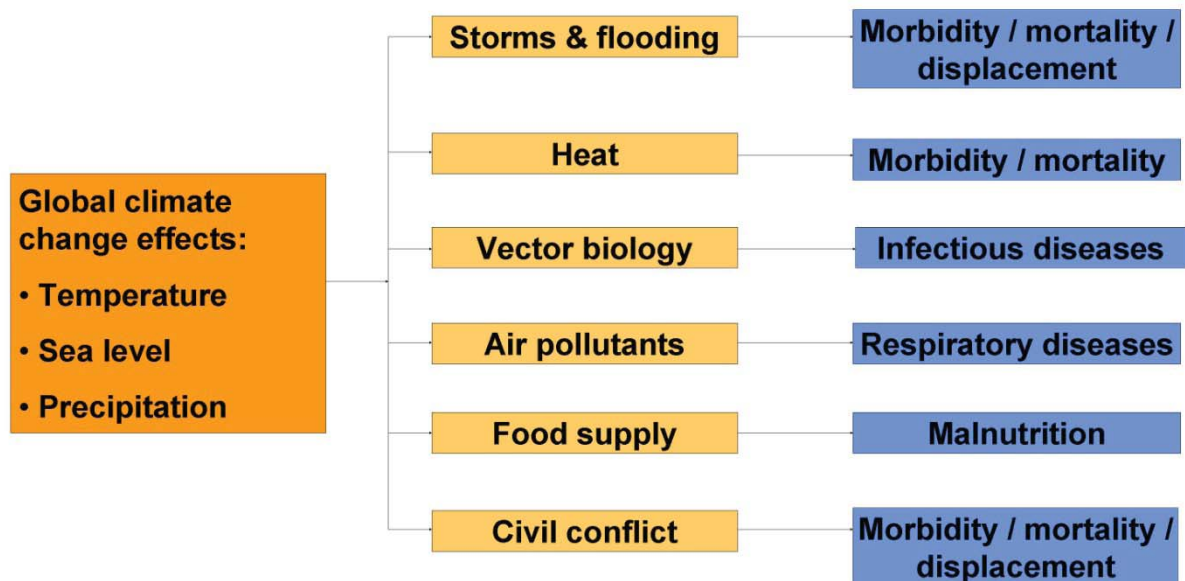 Storms & flooding
Morbidity / mortality /
displacement
Heat
Morbidity / mortality
Global climate
change effects:
• Temperature
• Sea level
• Precipitation
Vector biology
Infectious diseases
Air pollutants
Respiratory diseases
Food supply
Malnutrition
Civil conflict
Morbidity / mortality /
displacement